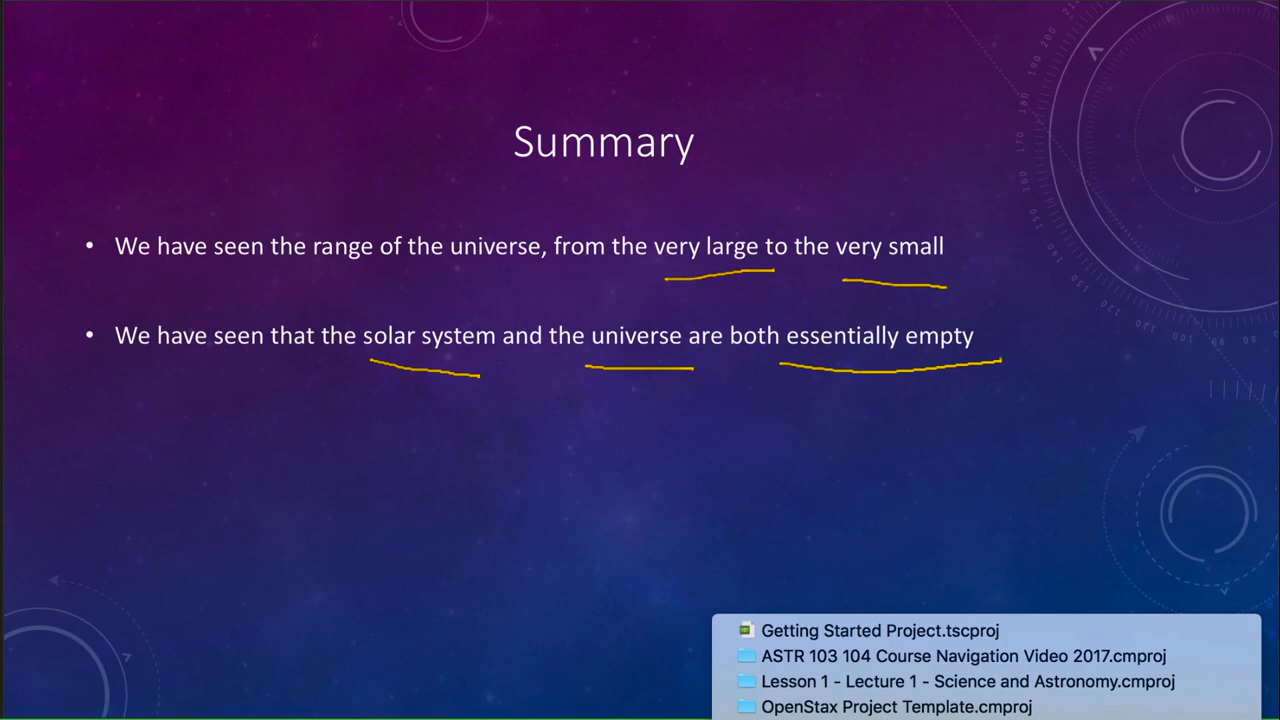 Summary
• We have seen the range of the universe, from the very large to the very small
• We have seen that the solar system and the universe are both essentially empty
Getting Started Project.tscproj
ASTR 103 104 Course Navigation Video 2017.cmproj
Lesson 1 - Lecture 1 - Science and Astronomy.cmproj
OpenStax Project Template.cmproj